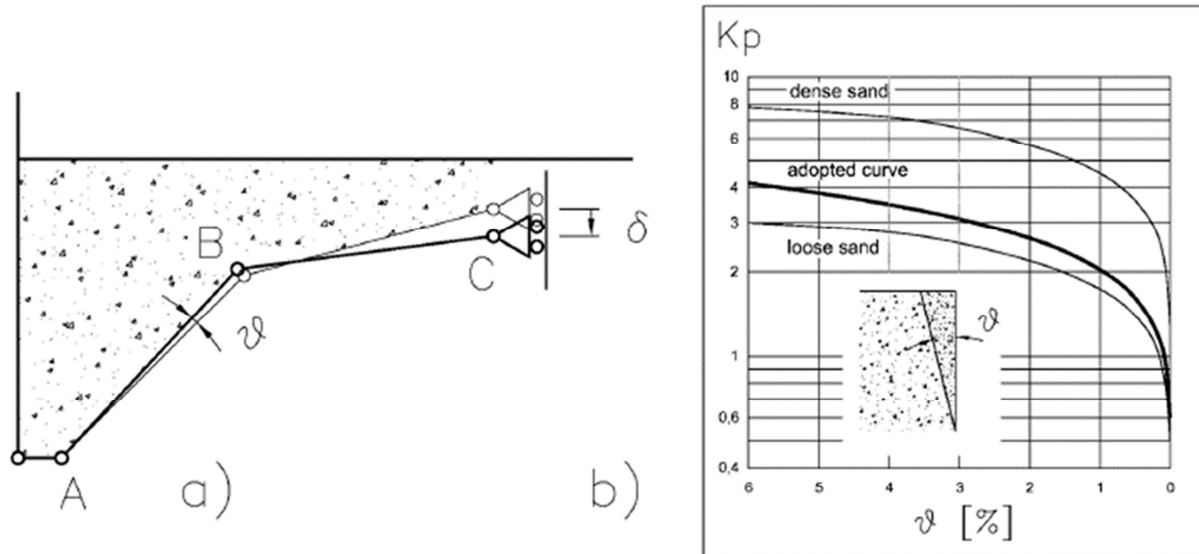 B
C
δ
ϑ
A
a)
b)
Kp
10
8
6
4
3
2
1
0,6
0,4
dense sand
adopted curve
loose sand
ϑ
6 5 4 3 2 1 0
ϑ [%]